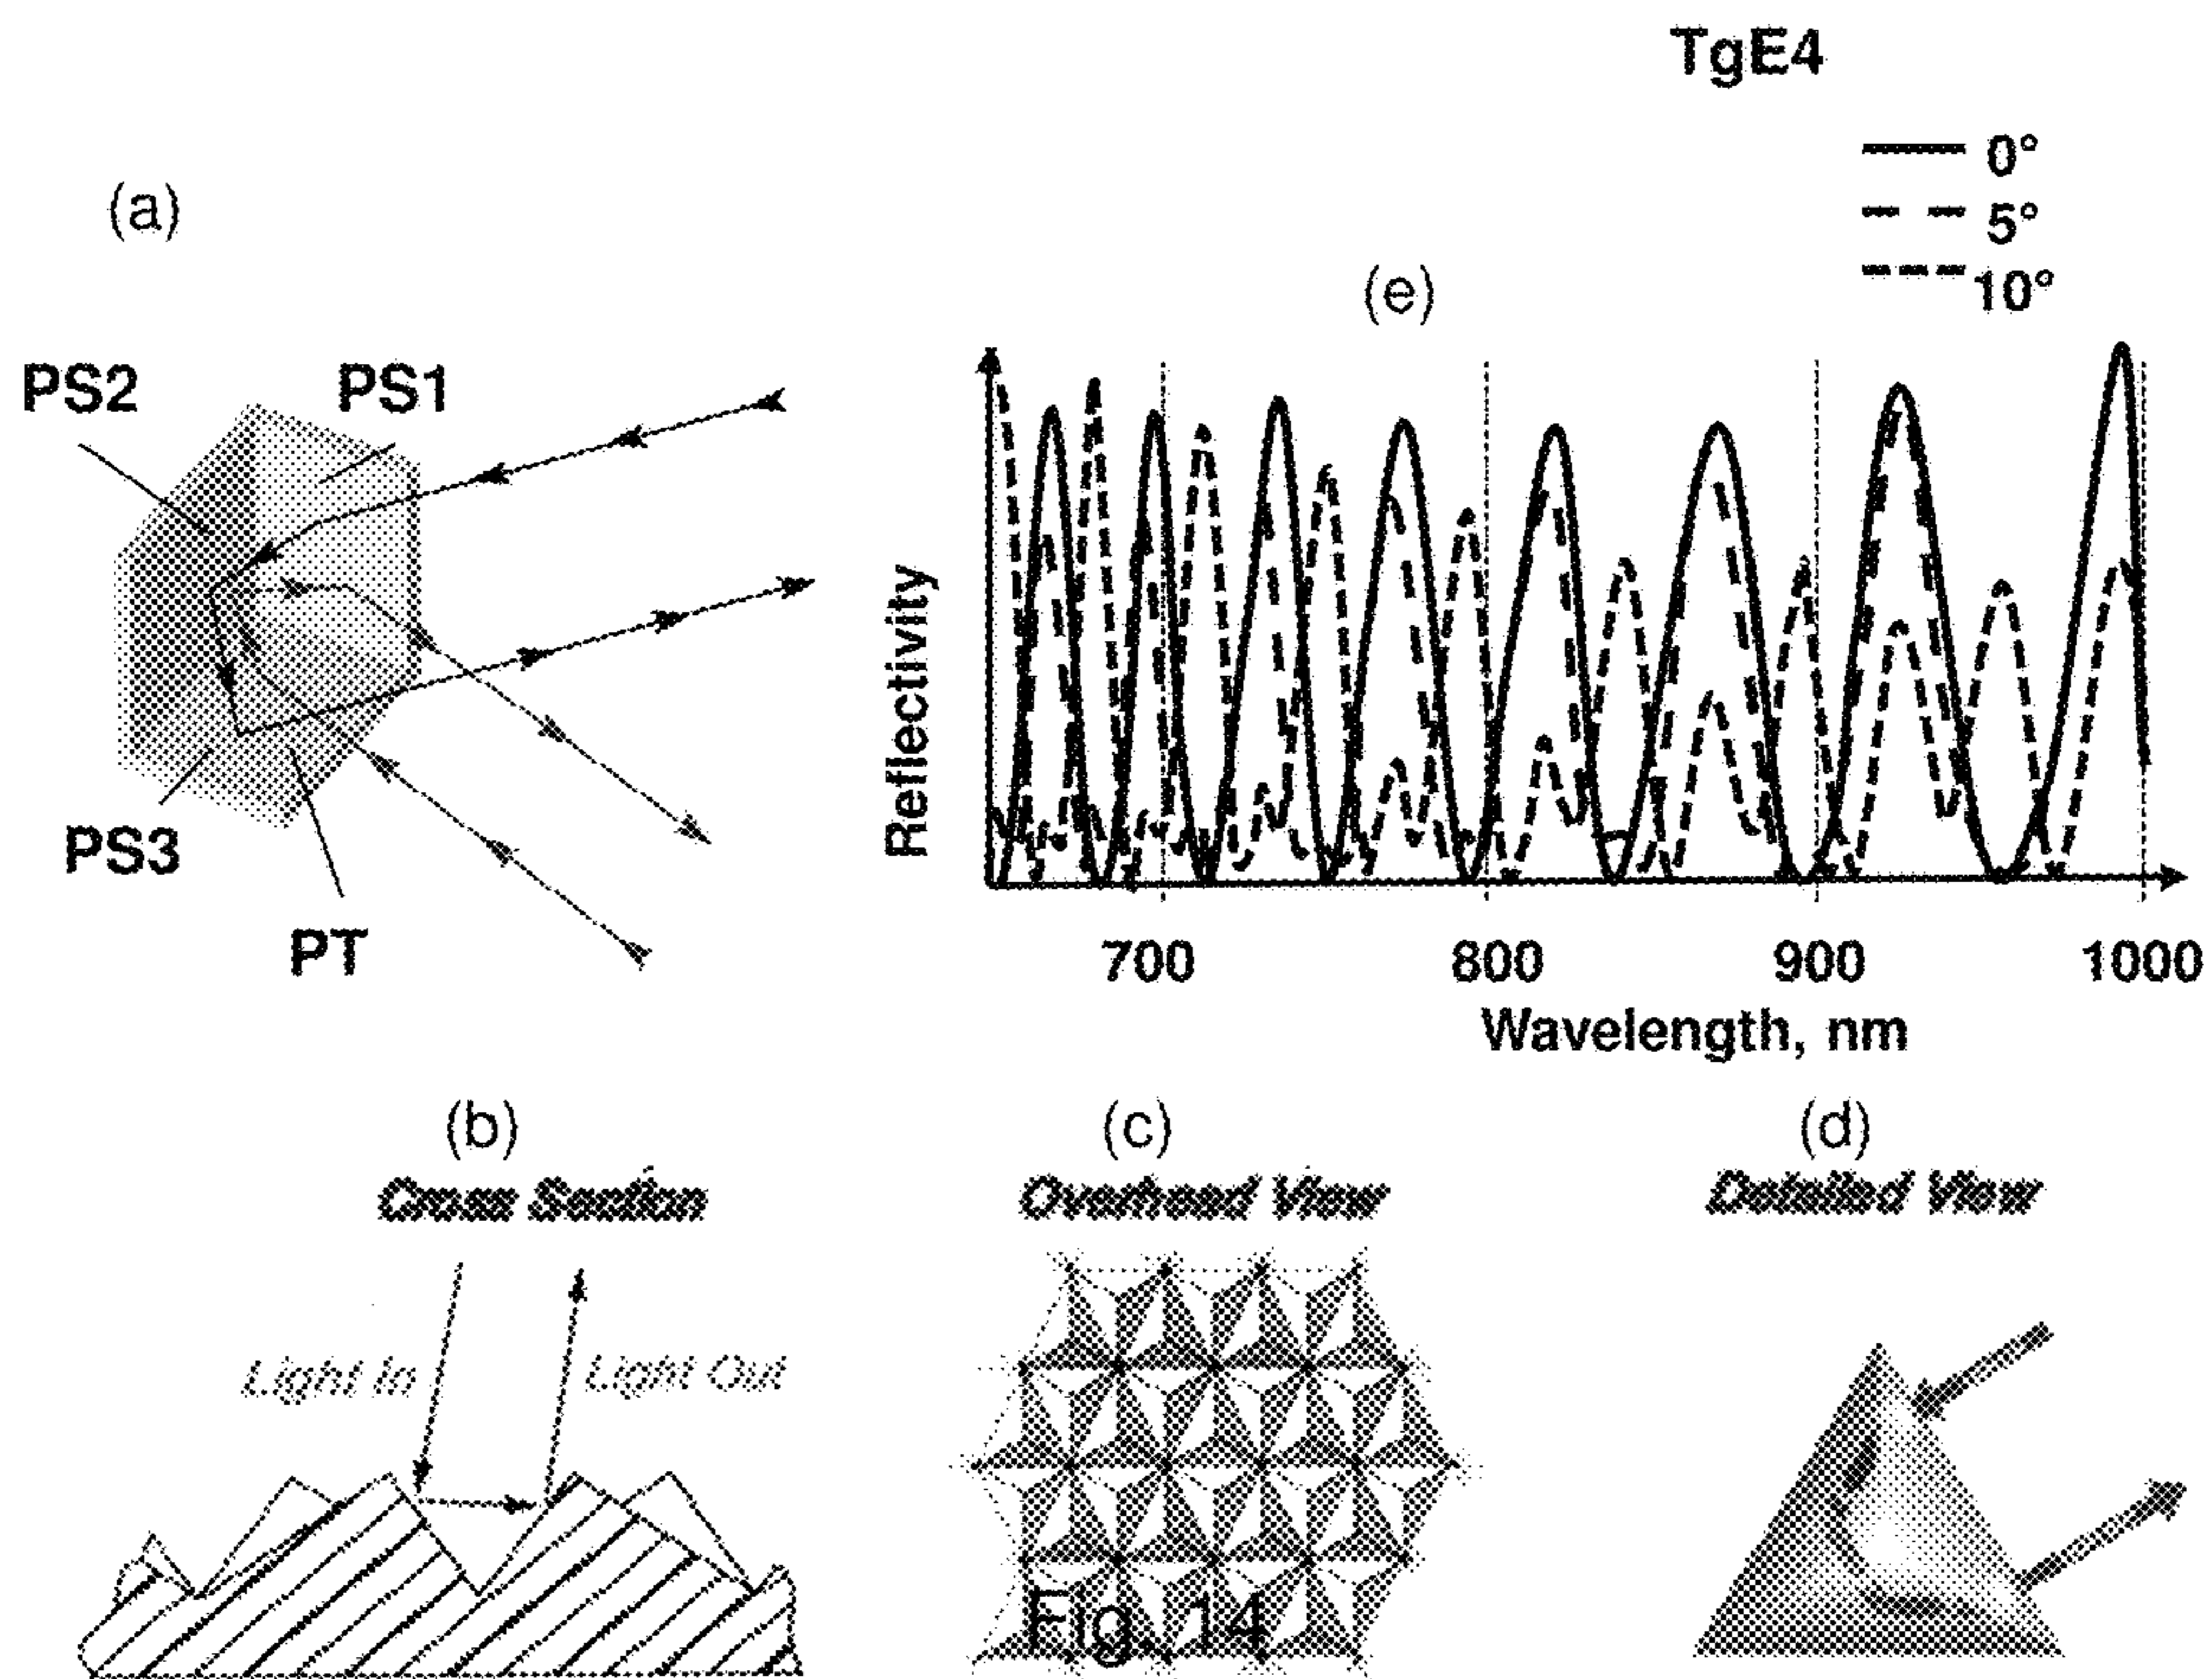 TgE4
0°
5°
10°
(a)
(e)
PS2
PS1
PS3
PT
Reflectivity
700
800
900
1000
Wavelength, nm
(b)
(c)
(d)
Cross Section
Overhead View
Detailed View
Light In
Light Out
Fig. 14